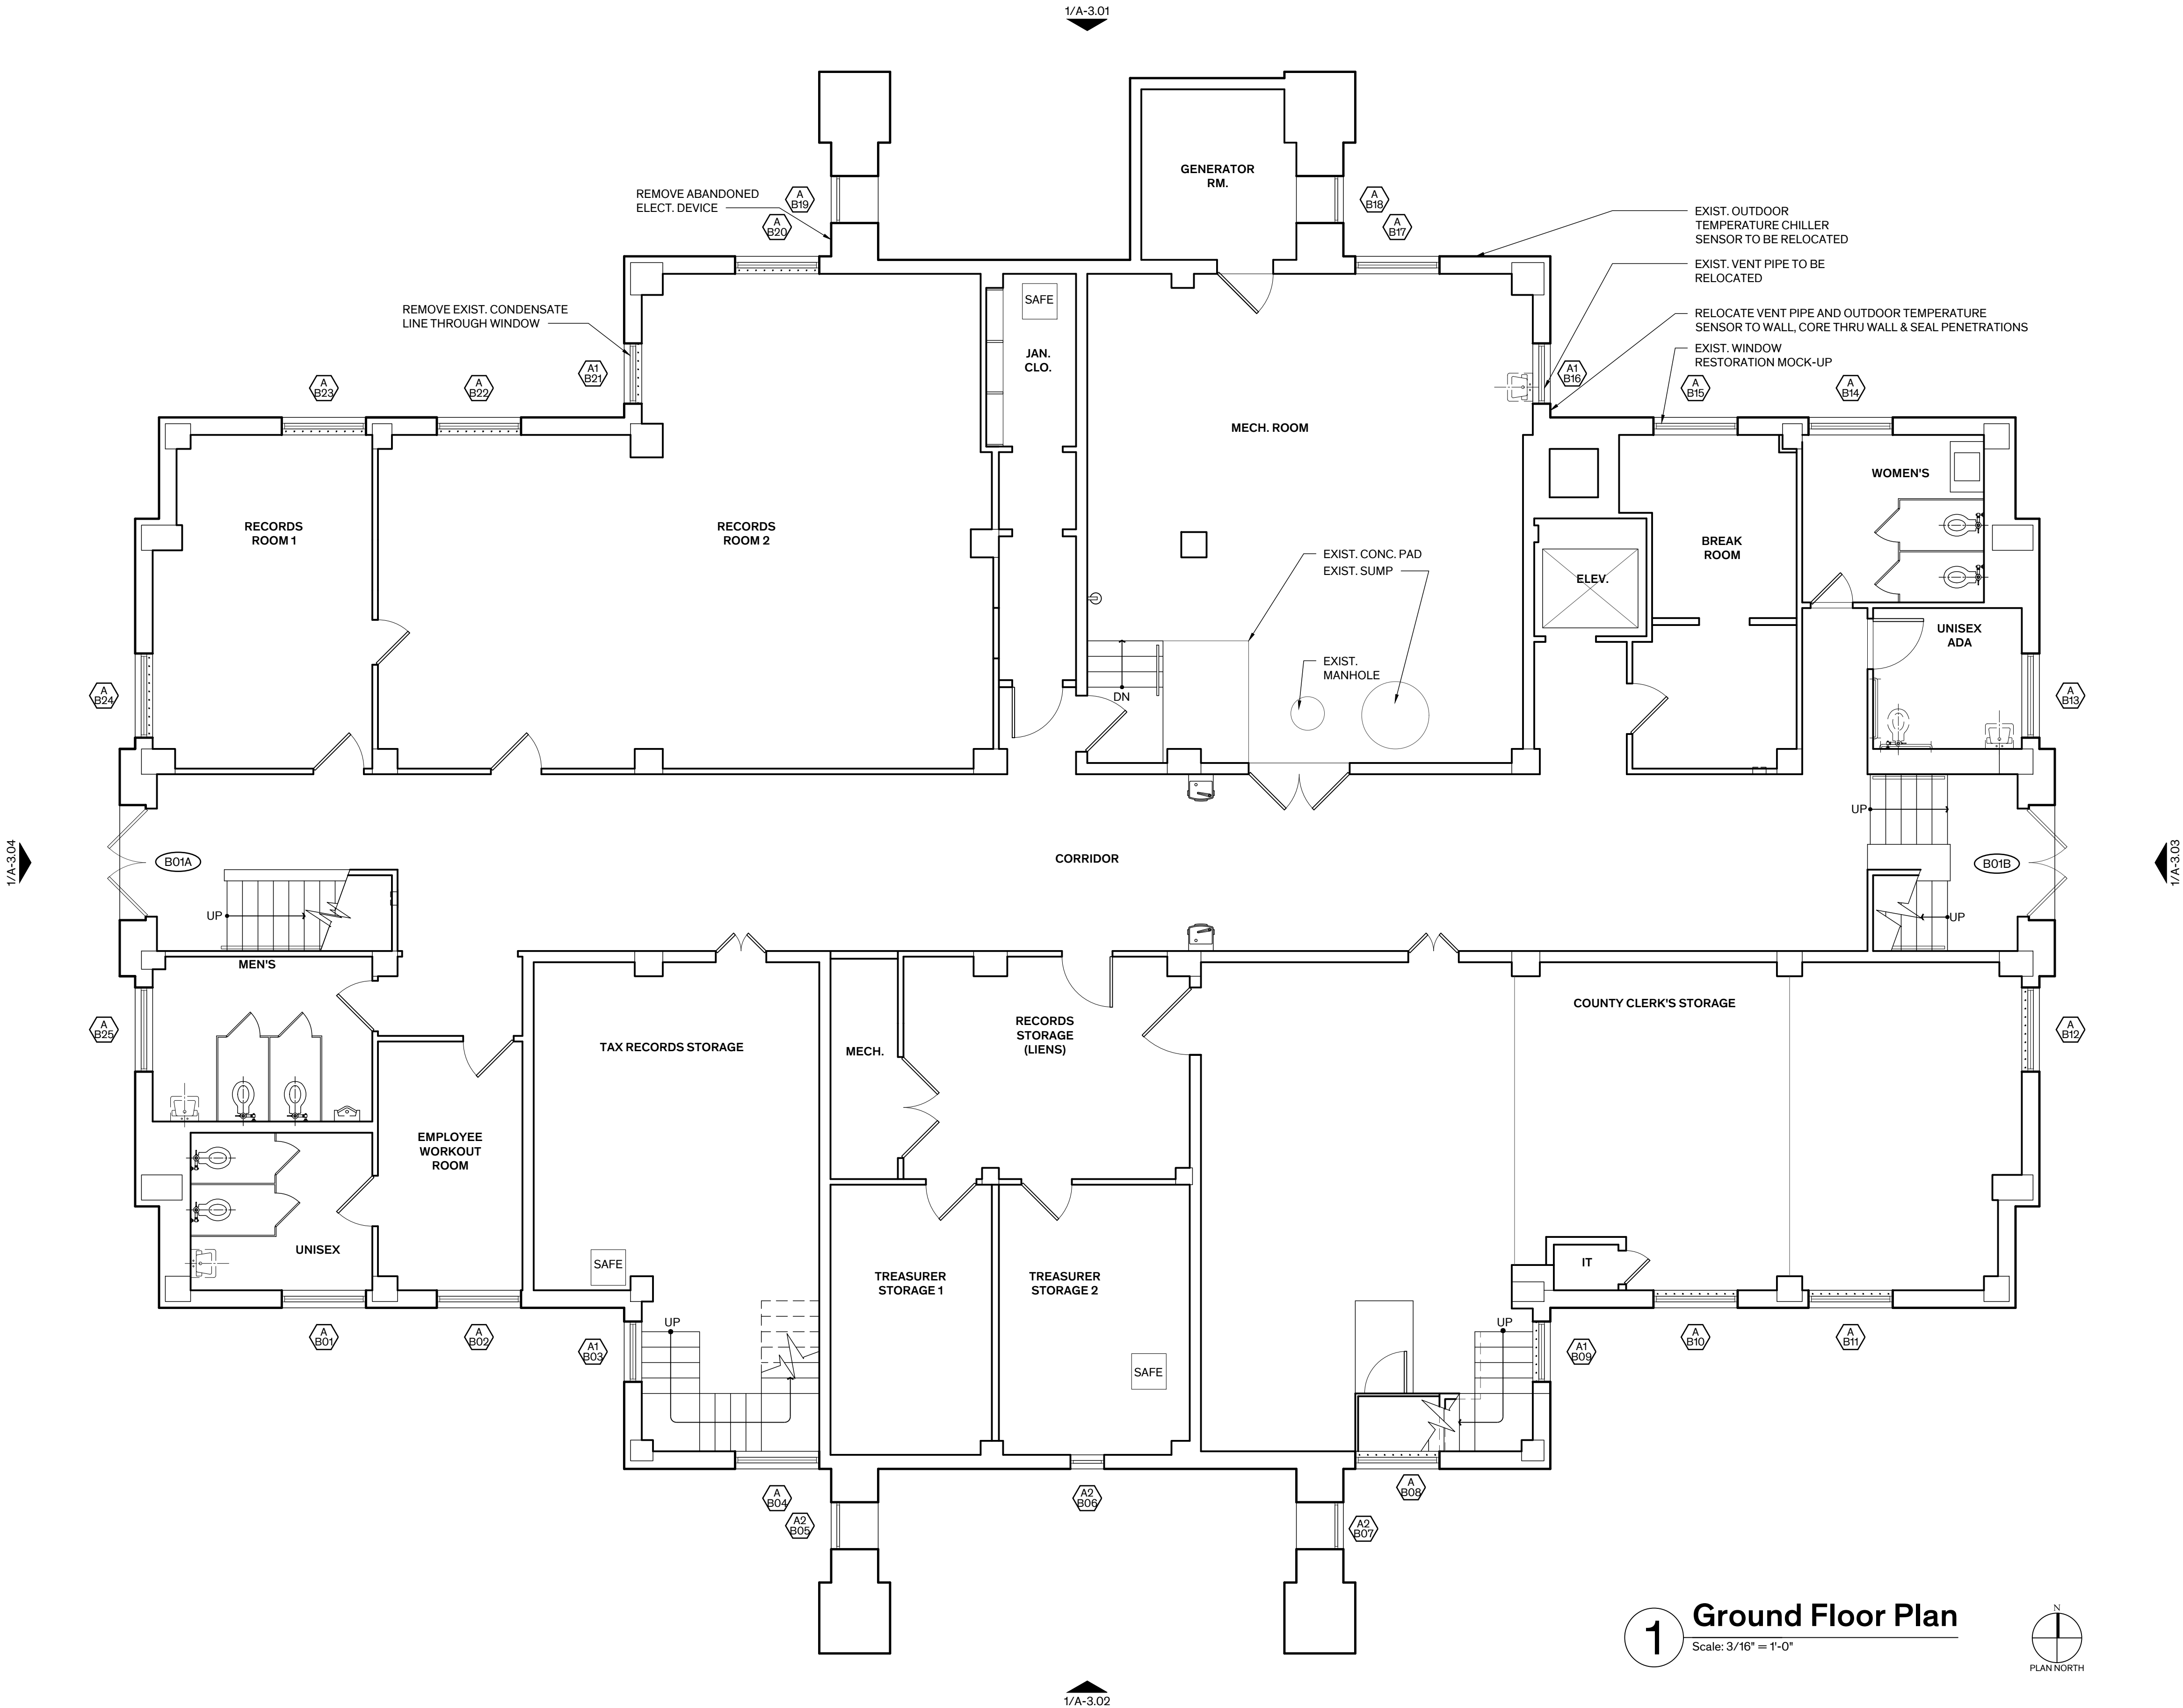 1/A-3.01
GENERATOR
RM.
REMOVE ABANDONED
ELECT. DEVICE
A
B19
A
B20
A
B18
A
B17
EXIST. OUTDOOR
TEMPERATURE CHILLER
SENSOR TO BE RELOCATED
EXIST. VENT PIPE TO BE
RELOCATED
RELOCATE VENT PIPE AND OUTDOOR TEMPERATURE
SENSOR TO WALL, CORE THRU WALL & SEAL PENETRATIONS
EXIST. WINDOW
RESTORATION MOCK-UP
REMOVE EXIST. CONDENSATE
LINE THROUGH WINDOW
SAFE
JAN.
CLO.
A
B23
A
B22
A1
B21
A1
B16
A
B15
A
B14
MECH. ROOM
WOMEN'S
RECORDS
ROOM 1
RECORDS
ROOM 2
BREAK
ROOM
EXIST. CONC. PAD
EXIST. SUMP
ELEV.
UNISEX
ADA
EXIST.
MANHOLE
DN
A
B24
A
B13
UP
1/A-3.04
B01A
CORRIDOR
B01B
1/A-3.03
UP
UP
MEN'S
A
B25
TAX RECORDS STORAGE
MECH.
RECORDS
STORAGE
(LIENS)
COUNTY CLERK'S STORAGE
A
B12
EMPLOYEE
WORKOUT
ROOM
UNISEX
SAFE
TREASURER
STORAGE 1
TREASURER
STORAGE 2
IT
A
B01
A
B02
A1
B03
UP
SAFE
UP
A1
B09
A
B10
A
B11
A
B04
A2
B05
A2
B06
A2
B07
A
B08
1
Ground Floor Plan
Scale: 3/16" = 1'-0"
N
PLAN NORTH
1/A-3.02